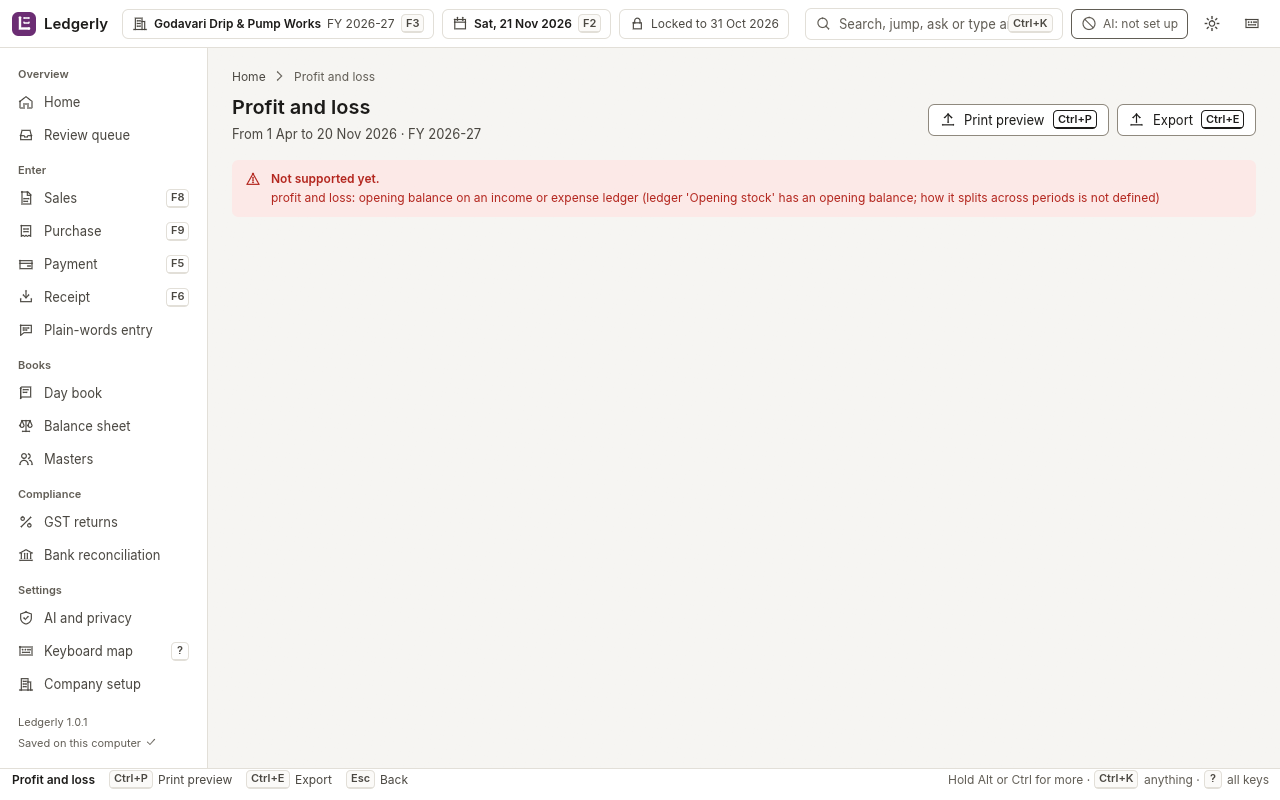 Ledgerly
Godavari Drip & Pump Works FY 2026-27 F3
Sat, 21 Nov 2026 F2
Locked to 31 Oct 2026
Search, jump, ask or type a Ctrl+K
AI: not set up
Overview
Home
Review queue
Enter
Sales F8
Purchase F9
Payment F5
Receipt F6
Plain-words entry
Books
Day book
Balance sheet
Masters
Compliance
GST returns
Bank reconciliation
Settings
AI and privacy
Keyboard map ?
Company setup
Ledgerly 1.0.1
Saved on this computer
Home Profit and loss
Profit and loss
From 1 Apr to 20 Nov 2026 · FY 2026-27
Print preview Ctrl+P
Export Ctrl+E
Not supported yet.
profit and loss: opening balance on an income or expense ledger (ledger 'Opening stock' has an opening balance; how it splits across periods is not defined)
Profit and loss Ctrl+P Print preview Ctrl+E Export Esc Back
Hold Alt or Ctrl for more · Ctrl+K anything · ? all keys